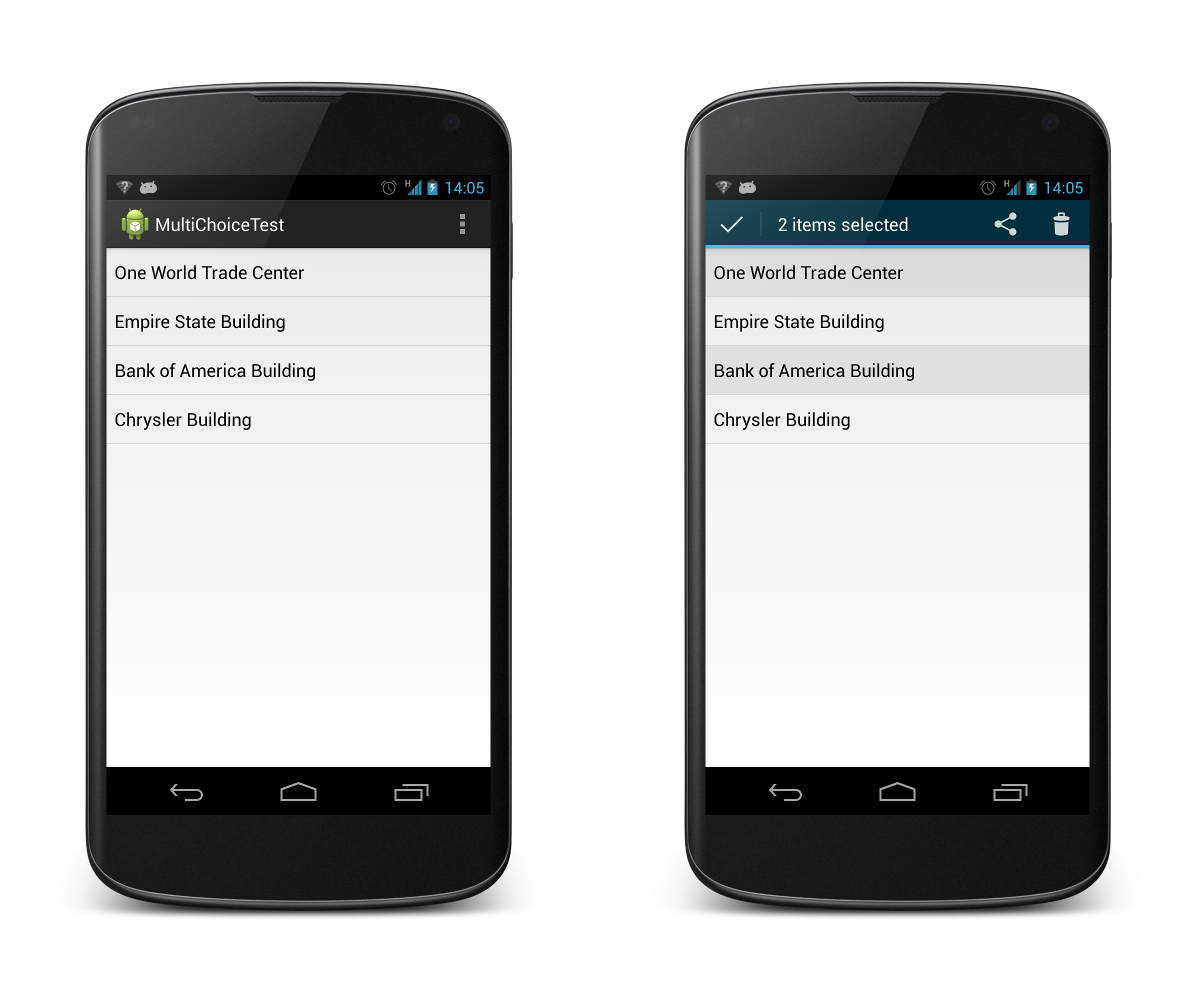 14:05
MultiChoiceTest
One World Trade Center
Empire State Building
Bank of America Building
Chrysler Building
H 14:05
2 items selected
One World Trade Center
Empire State Building
Bank of America Building
Chrysler Building